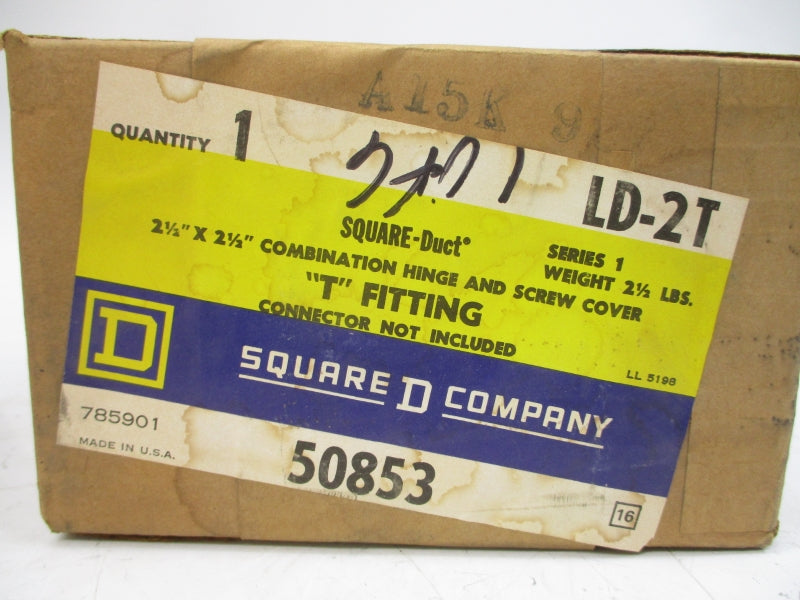 A15K 9
QUANTITY 1
LD-2T
SQUARE-Duct®
SERIES 1
2½" X 2½" COMBINATION HINGE AND SCREW COVER
WEIGHT 2½ LBS.
"T" FITTING
CONNECTOR NOT INCLUDED
LL 5198
D
SQUARE D COMPANY
785901
MADE IN U.S.A.
50853
16